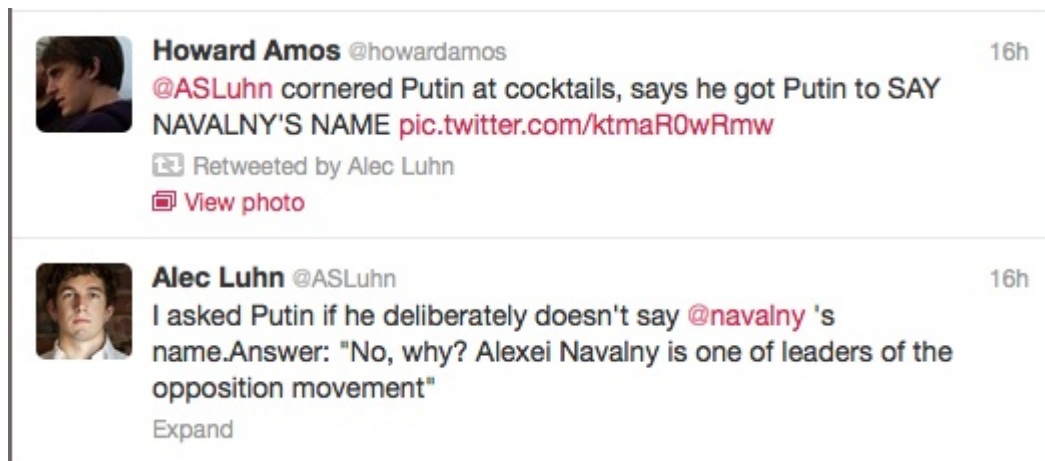 Howard Amos @howardamos 16h
@ASLuhn cornered Putin at cocktails, says he got Putin to SAY
NAVALNY'S NAME pic.twitter.com/ktmaR0wRmw
Retweeted by Alec Luhn
View photo
Alec Luhn @ASLuhn 16h
I asked Putin if he deliberately doesn't say @navalny 's
name.Answer: "No, why? Alexei Navalny is one of leaders of the
opposition movement"
Expand